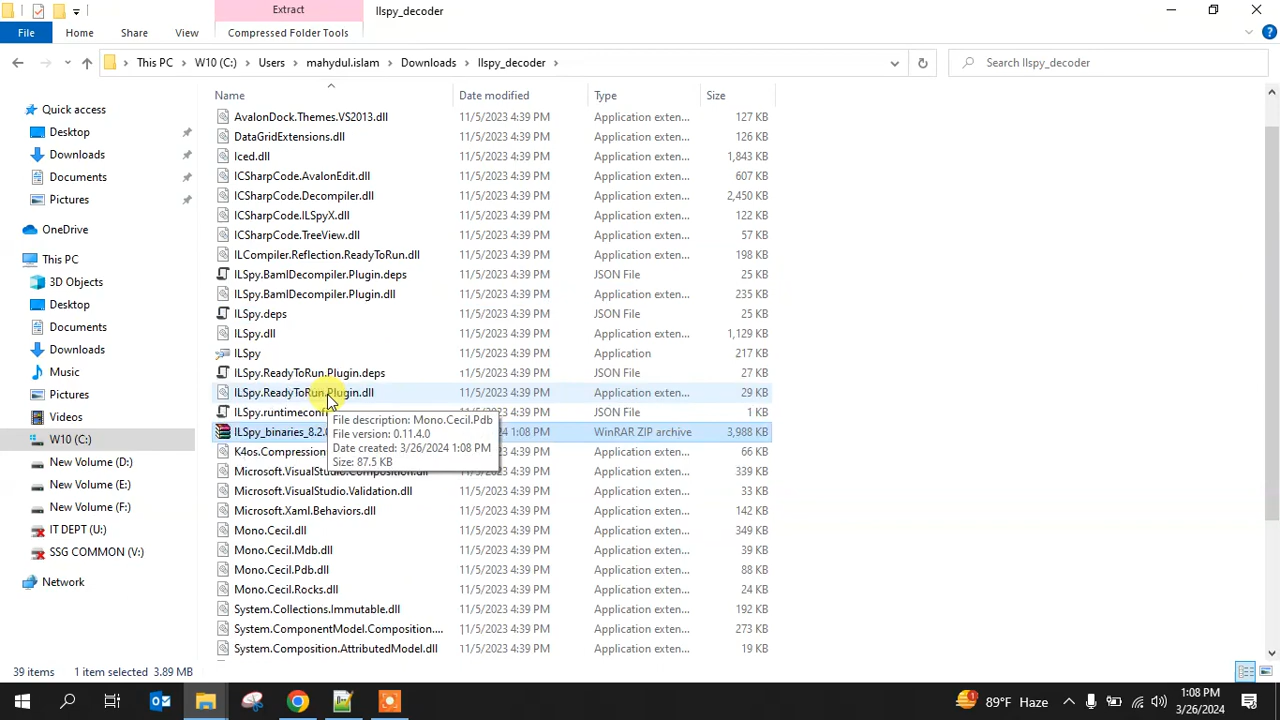 Extract
llspy_decoder
File
Home
Share
View
Compressed Folder Tools
This PC
W10 (C:)
Users
mahydul.islam
Downloads
llspy_decoder
Search llspy_decoder
Name
Date modified
Type
Size
Quick access
Desktop
Downloads
Documents
Pictures
OneDrive
This PC
3D Objects
Desktop
Documents
Downloads
Music
Pictures
Videos
W10 (C:)
New Volume (D:)
New Volume (E:)
New Volume (F:)
IT DEPT (U:)
SSG COMMON (V:)
Network
AvalonDock.Themes.VS2013.dll 11/5/2023 4:39 PM Application exten... 127 KB
DataGridExtensions.dll 11/5/2023 4:39 PM Application exten... 126 KB
Iced.dll 11/5/2023 4:39 PM Application exten... 1,843 KB
ICSharpCode.AvalonEdit.dll 11/5/2023 4:39 PM Application exten... 607 KB
ICSharpCode.Decompiler.dll 11/5/2023 4:39 PM Application exten... 2,450 KB
ICSharpCode.ILSpyX.dll 11/5/2023 4:39 PM Application exten... 122 KB
ICSharpCode.TreeView.dll 11/5/2023 4:39 PM Application exten... 57 KB
ILCompiler.Reflection.ReadyToRun.dll 11/5/2023 4:39 PM Application exten... 198 KB
ILSpy.BamlDecompiler.Plugin.deps 11/5/2023 4:39 PM JSON File 25 KB
ILSpy.BamlDecompiler.Plugin.dll 11/5/2023 4:39 PM Application exten... 235 KB
ILSpy.deps 11/5/2023 4:39 PM JSON File 25 KB
ILSpy.dll 11/5/2023 4:39 PM Application exten... 1,129 KB
ILSpy 11/5/2023 4:39 PM Application 217 KB
ILSpy.ReadyToRun.Plugin.deps 11/5/2023 4:39 PM JSON File 27 KB
ILSpy.ReadyToRun.Plugin.dll 11/5/2023 4:39 PM Application exten... 29 KB
ILSpy.runtimeconf 11/5/2023 4:39 PM JSON File 1 KB
ILSpy_binaries_8.2.0 1:08 PM WinRAR ZIP archive 3,988 KB
K4os.Compression 4:39 PM Application exten... 66 KB
Microsoft.VisualStudio.Composition.dll 11/5/2023 4:39 PM Application exten... 339 KB
Microsoft.VisualStudio.Validation.dll 11/5/2023 4:39 PM Application exten... 33 KB
Microsoft.Xaml.Behaviors.dll 11/5/2023 4:39 PM Application exten... 142 KB
Mono.Cecil.dll 11/5/2023 4:39 PM Application exten... 349 KB
Mono.Cecil.Mdb.dll 11/5/2023 4:39 PM Application exten... 39 KB
Mono.Cecil.Pdb.dll 11/5/2023 4:39 PM Application exten... 88 KB
Mono.Cecil.Rocks.dll 11/5/2023 4:39 PM Application exten... 24 KB
System.Collections.Immutable.dll 11/5/2023 4:39 PM Application exten... 192 KB
System.ComponentModel.Composition.... 11/5/2023 4:39 PM Application exten... 273 KB
System.Composition.AttributedModel.dll 11/5/2023 4:39 PM Application exten... 19 KB
File description: Mono.Cecil.Pdb
File version: 0.11.4.0
Date created: 3/26/2024 1:08 PM
Size: 87.5 KB
39 items 1 item selected 3.89 MB
89°F Haze
1:08 PM
3/26/2024